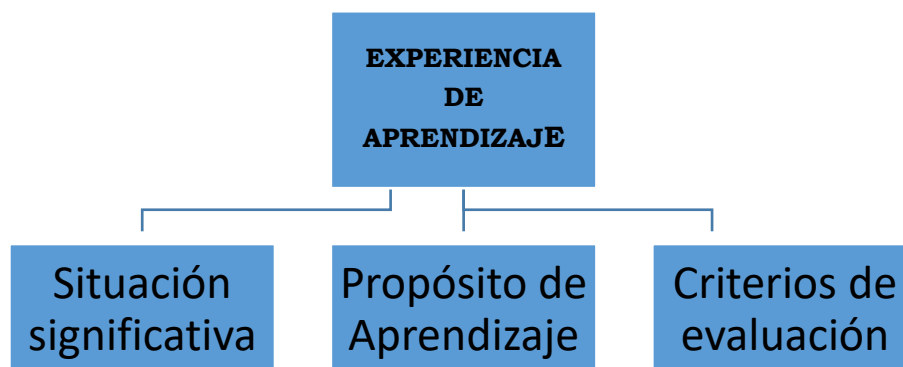 EXPERIENCIA
DE
APRENDIZAJE
Situación
significativa
Propósito de
Aprendizaje
Criterios de
evaluación